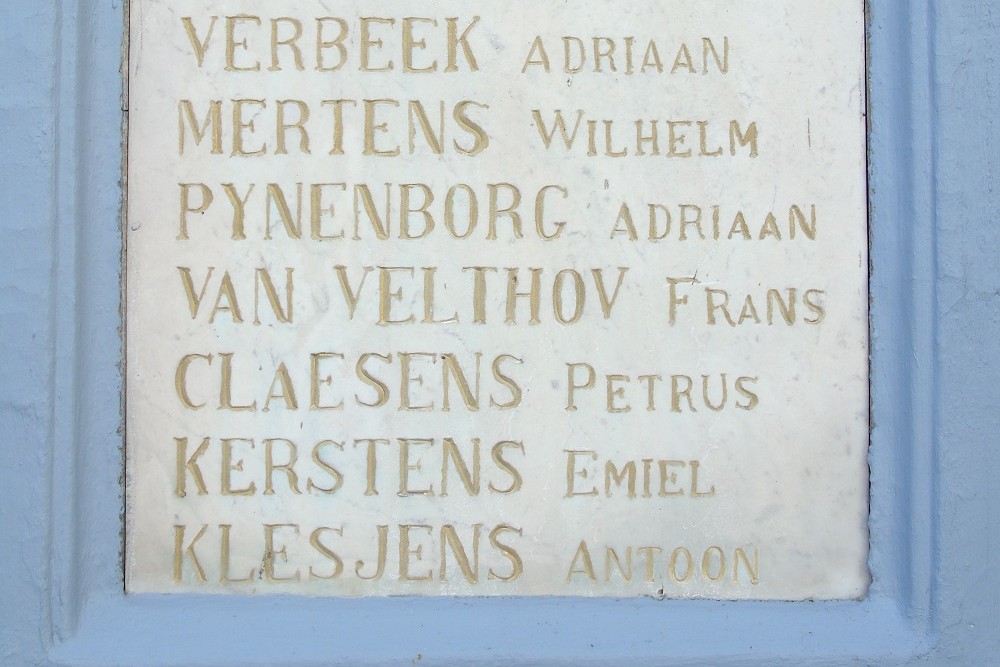 VERBEEK ADRIAAN
MERTENS WILHELM
PYNENBORG ADRIAAN
VAN VELTHOV FRANS
CLAESENS PETRUS
KERSTENS EMIEL
KLESJENS ANTOON